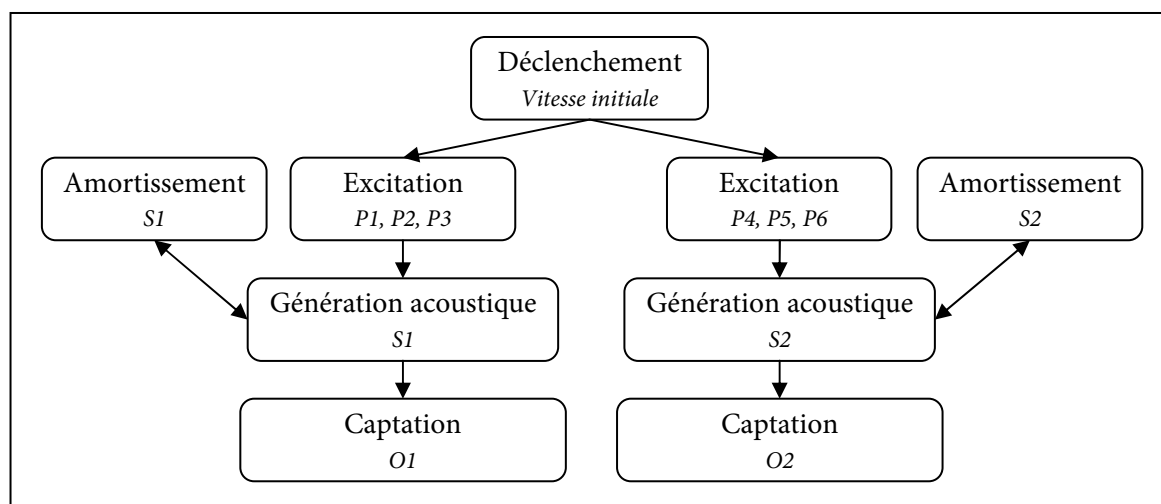 Déclenchement
Vitesse initiale
Amortissement
S1
Excitation
P1, P2, P3
Excitation
P4, P5, P6
Amortissement
S2
Génération acoustique
S1
Génération acoustique
S2
Captation
O1
Captation
O2